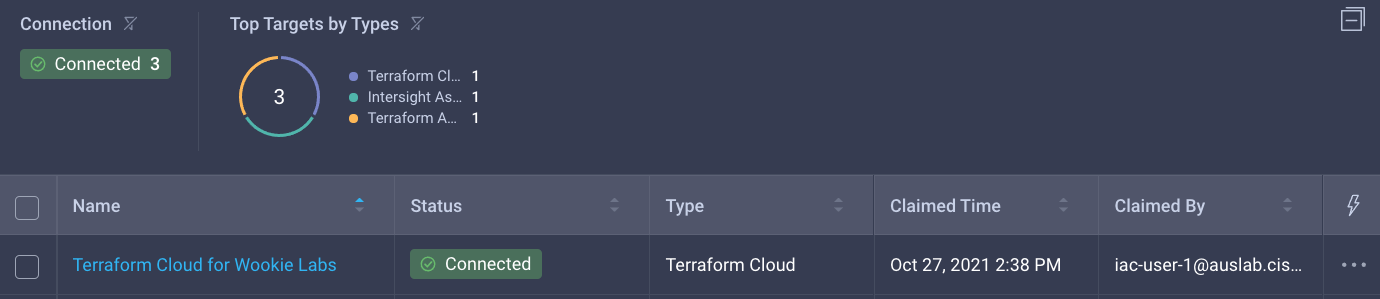 Connection
Connected 3
Top Targets by Types
3
Terraform Cl... 1
Intersight As... 1
Terraform A... 1
Name Status Type Claimed Time Claimed By
Terraform Cloud for Wookie Labs Connected Terraform Cloud Oct 27, 2021 2:38 PM iac-user-1@auslab.cis...